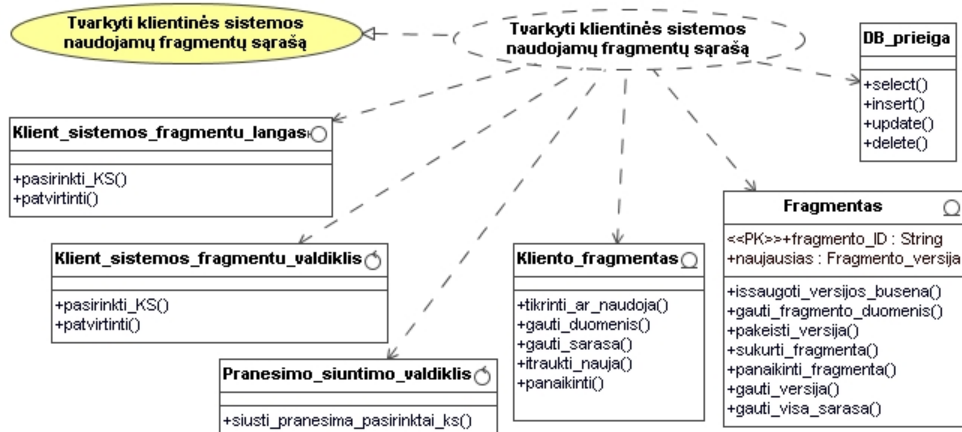 Tvarkyti klientinės sistemos
naudojamų fragmentų sąrašą
Tvarkyti klientinės sistemos
naudojamų fragmentų sąrašą
DB_prieiga
+select()
+insert()
+update()
+delete()
Klient_sistemos_fragmentu_langas
+pasirinkti_KS()
+patvirtinti()
Klient_sistemos_fragmentu_valdiklis
+pasirinkti_KS()
+patvirtinti()
Pranesimo_siuntimo_valdiklis
+siusti_pranesima_pasirinktai_ks()
Kliento_fragmentas
+tikrinti_ar_naudoja()
+gauti_duomenis()
+gauti_sarasa()
+itraukti_nauja()
+panaikinti()
Fragmentas
<<PK>>+fragmento_ID : String
+naujausias : Fragmento_versija
+issaugoti_versijos_busena()
+gauti_fragmento_duomenis()
+pakeisti_versija()
+sukurti_fragmenta()
+panaikinti_fragmenta()
+gauti_versija()
+gauti_visa_sarasa()